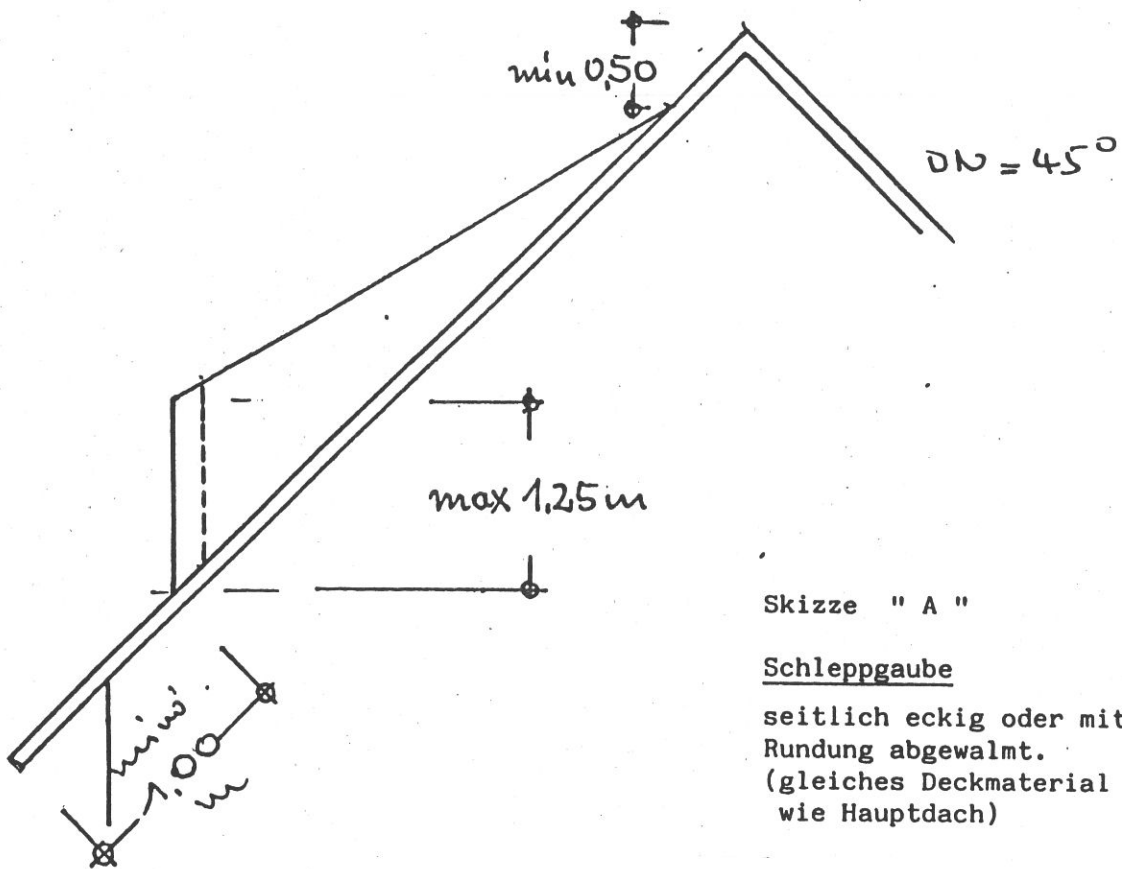 min 0,50
DN = 45°
max 1,25 m
min
1,00
m
Skizze " A "
Schleppgaube
seitlich eckig oder mit
Rundung abgewalmt.
(gleiches Deckmaterial
wie Hauptdach)